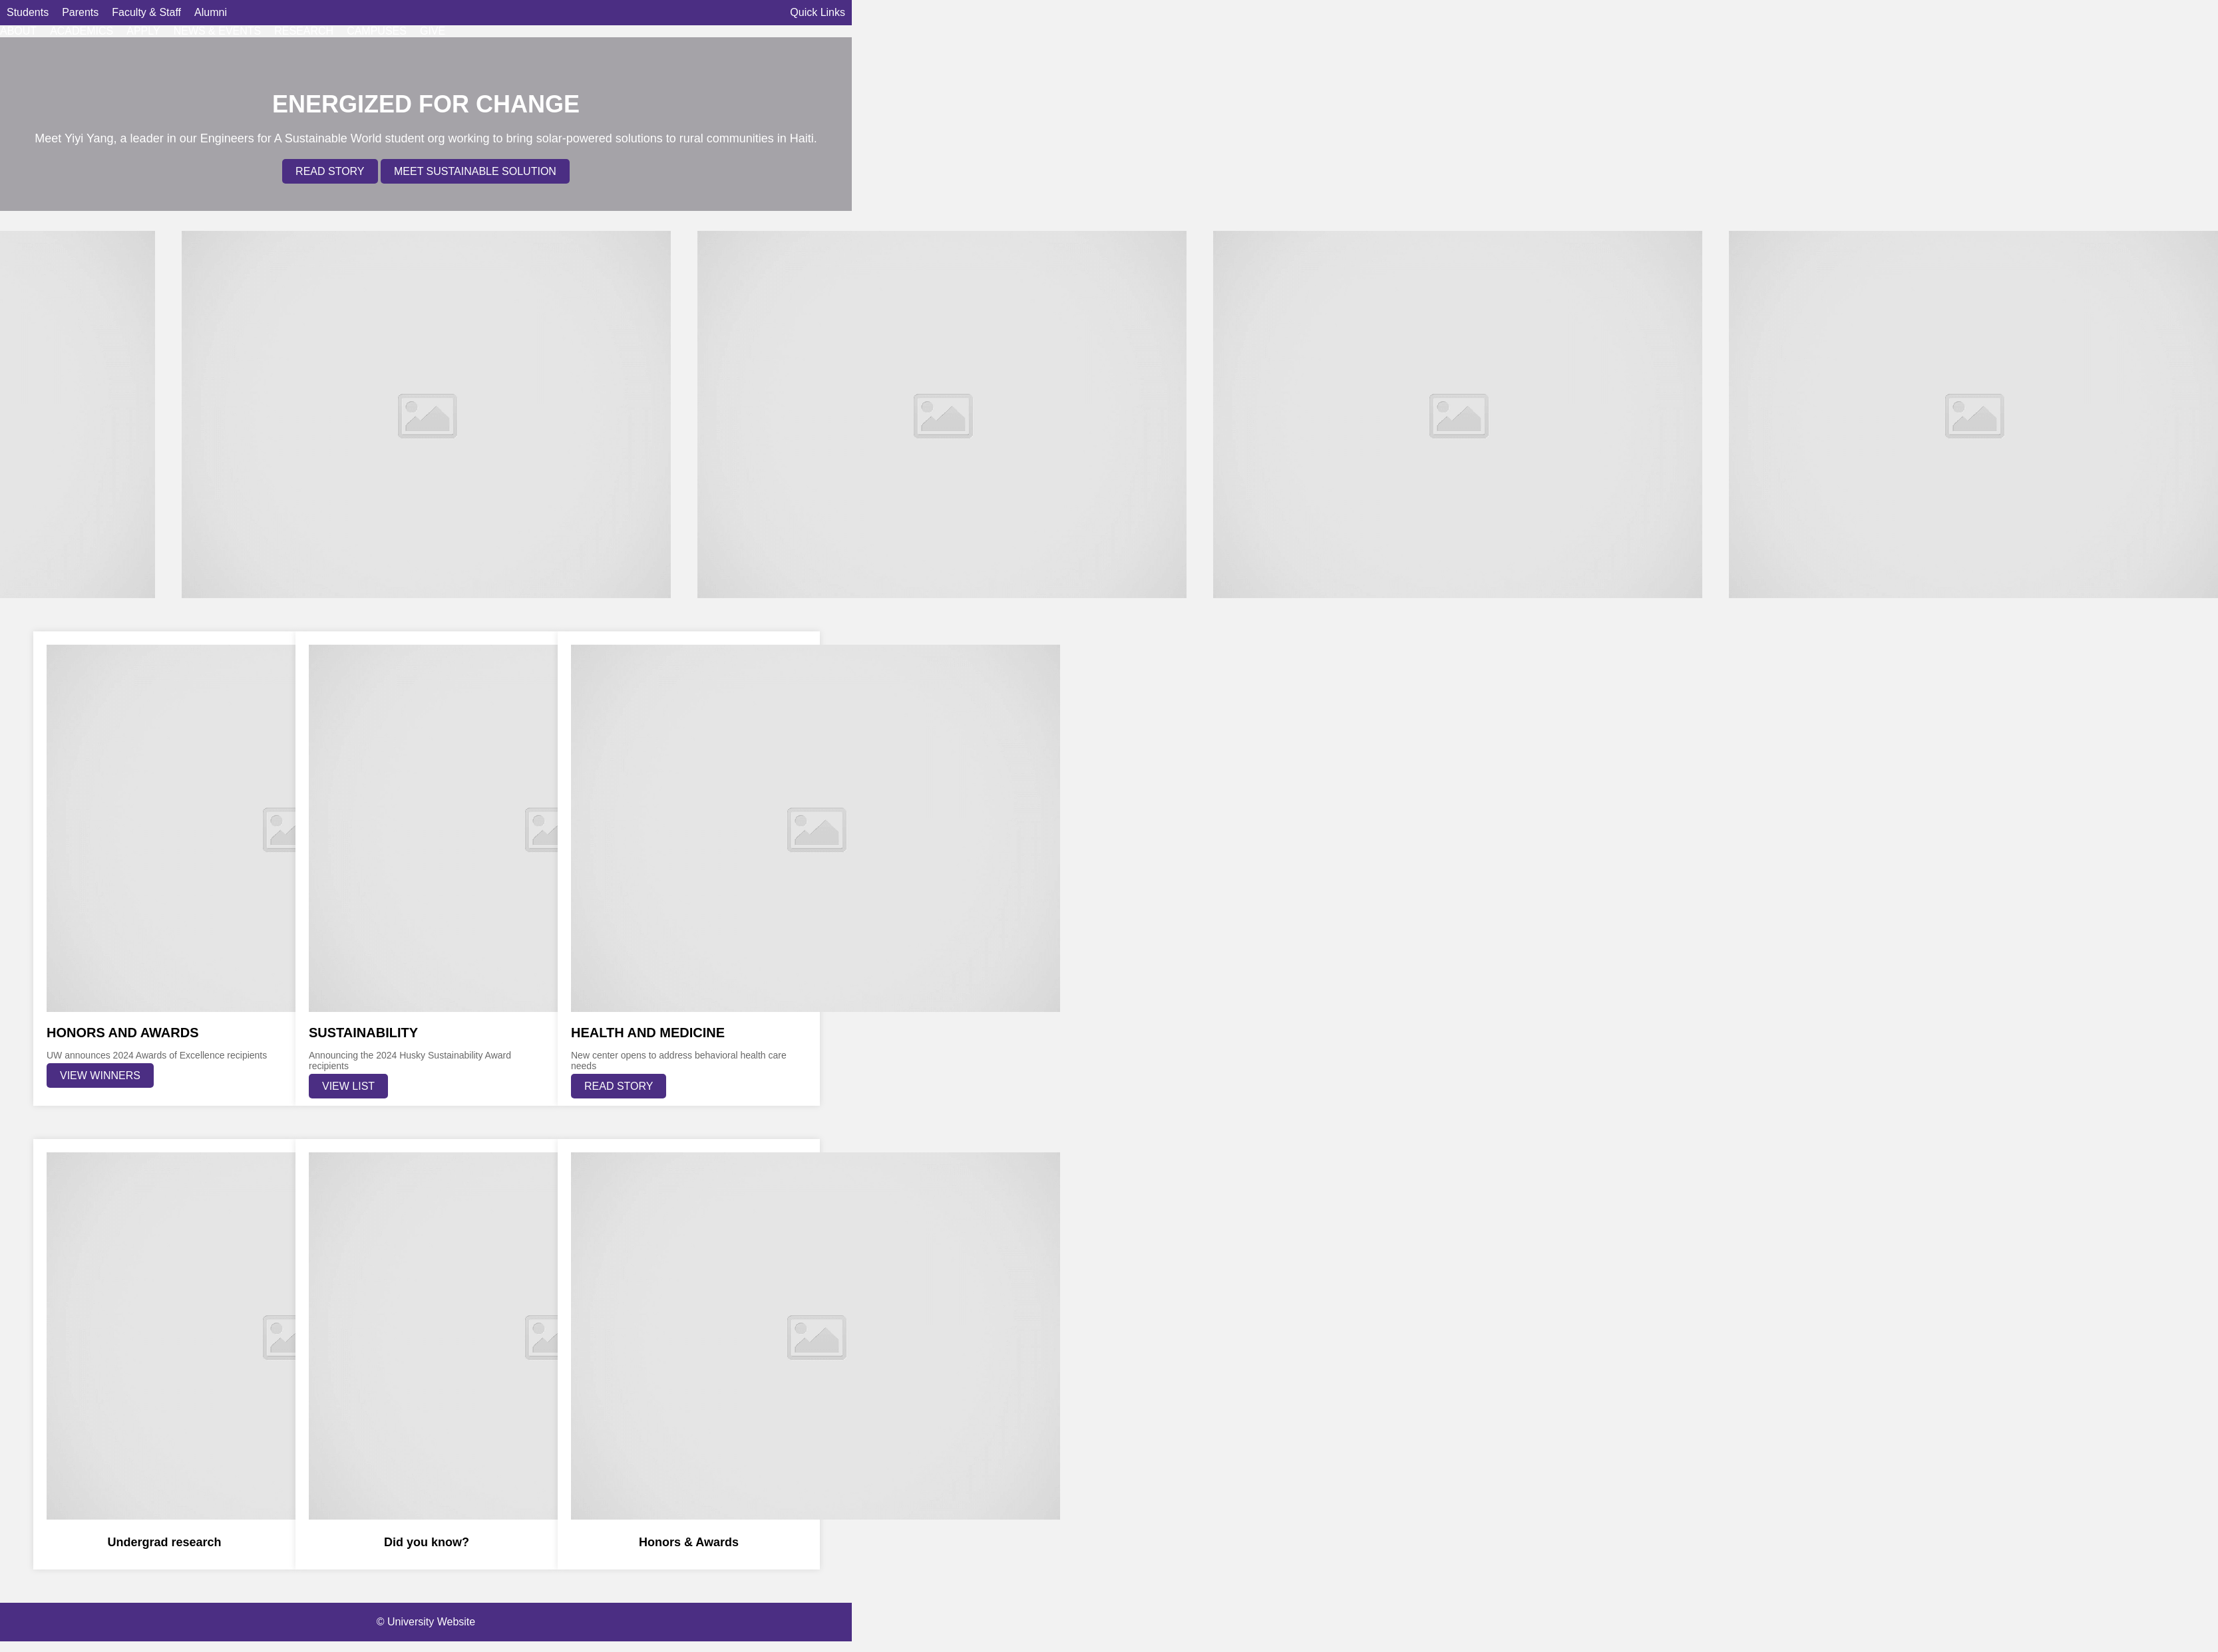 Students Parents Faculty & Staff Alumni Quick Links
ABOUT ACADEMICS APPLY NEWS & EVENTS RESEARCH CAMPUSES GIVE
ENERGIZED FOR CHANGE
Meet Yiyi Yang, a leader in our Engineers for A Sustainable World student org working to bring solar-powered solutions to rural communities in Haiti.
READ STORY MEET SUSTAINABLE SOLUTION
HONORS AND AWARDS
UW announces 2024 Awards of Excellence recipients
VIEW WINNERS
SUSTAINABILITY
Announcing the 2024 Husky Sustainability Award
recipients
VIEW LIST
HEALTH AND MEDICINE
New center opens to address behavioral health care
needs
READ STORY
Undergrad research
Did you know?
Honors & Awards
© University Website